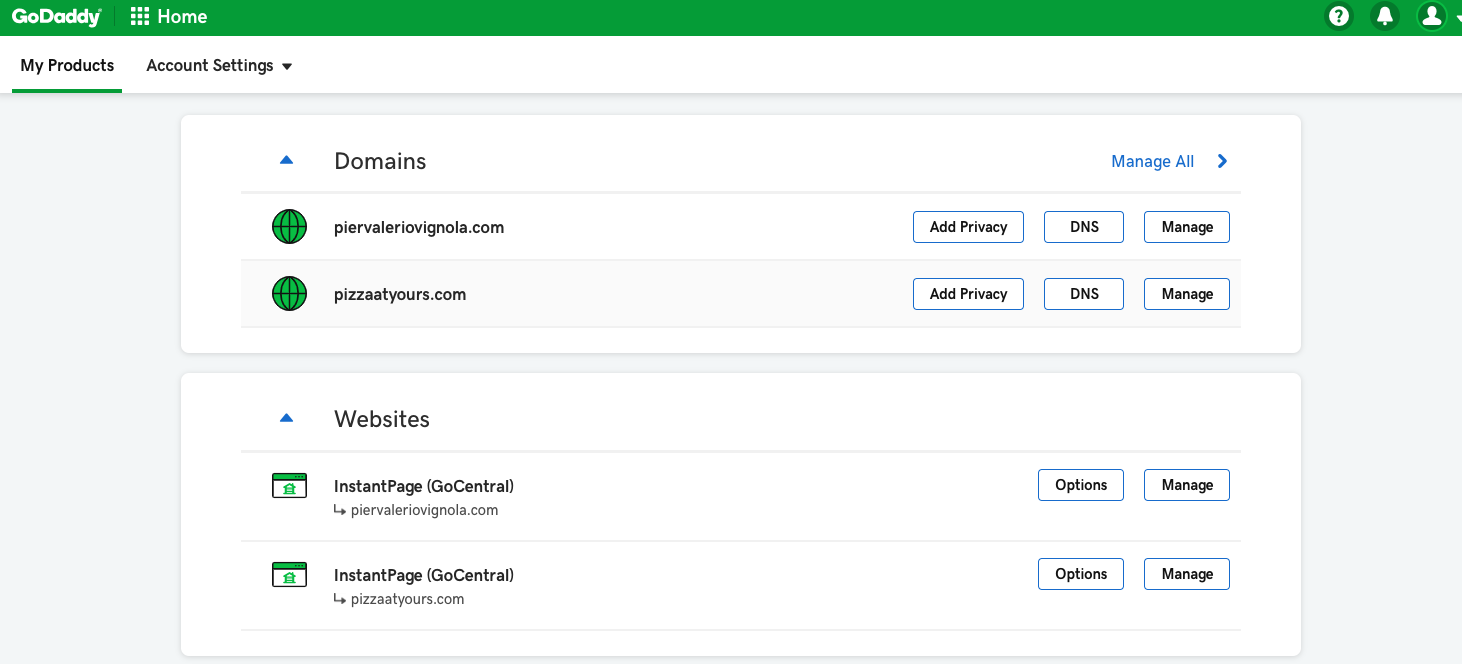 GoDaddy Home
My Products Account Settings
Domains Manage All
piervaleriovignola.com Add Privacy DNS Manage
pizzaatyours.com Add Privacy DNS Manage
Websites
InstantPage (GoCentral) Options Manage
piervaleriovignola.com
InstantPage (GoCentral) Options Manage
pizzaatyours.com